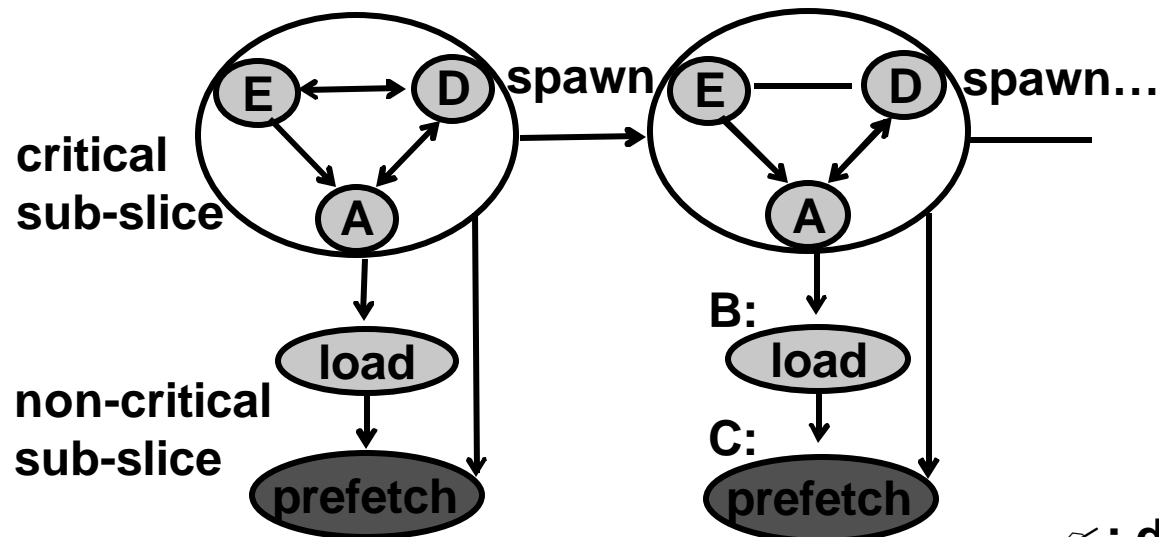 E D spawn E D spawn…
critical
sub-slice
A A
B:
load load
non-critical
sub-slice
C:
prefetch prefetch
: d